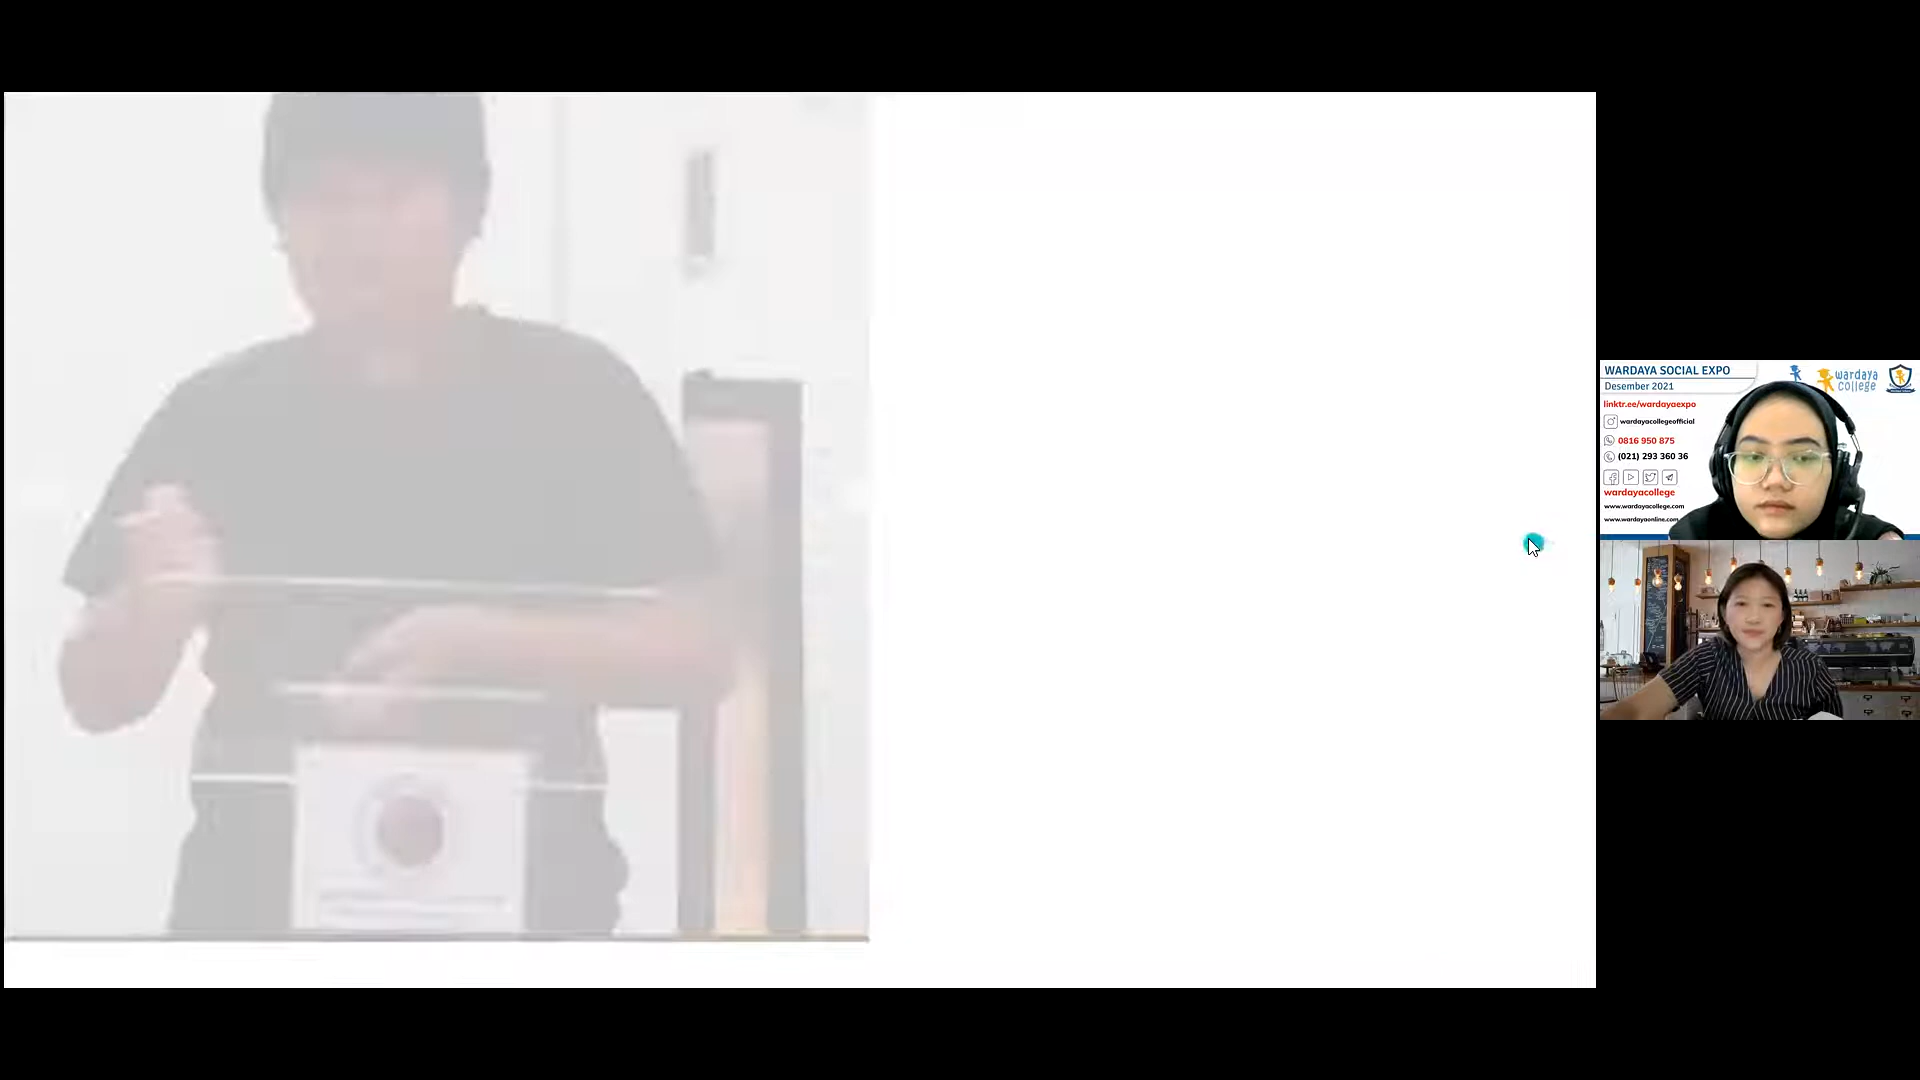 WARDAYA SOCIAL EXPO
Desember 2021
wardaya
college
linktr.ee/wardayaexpo
wardayacollegeofficial
0816 950 875
(021) 293 360 36
wardayacollege
www.wardayacollege.com
www.wardayaonline.com